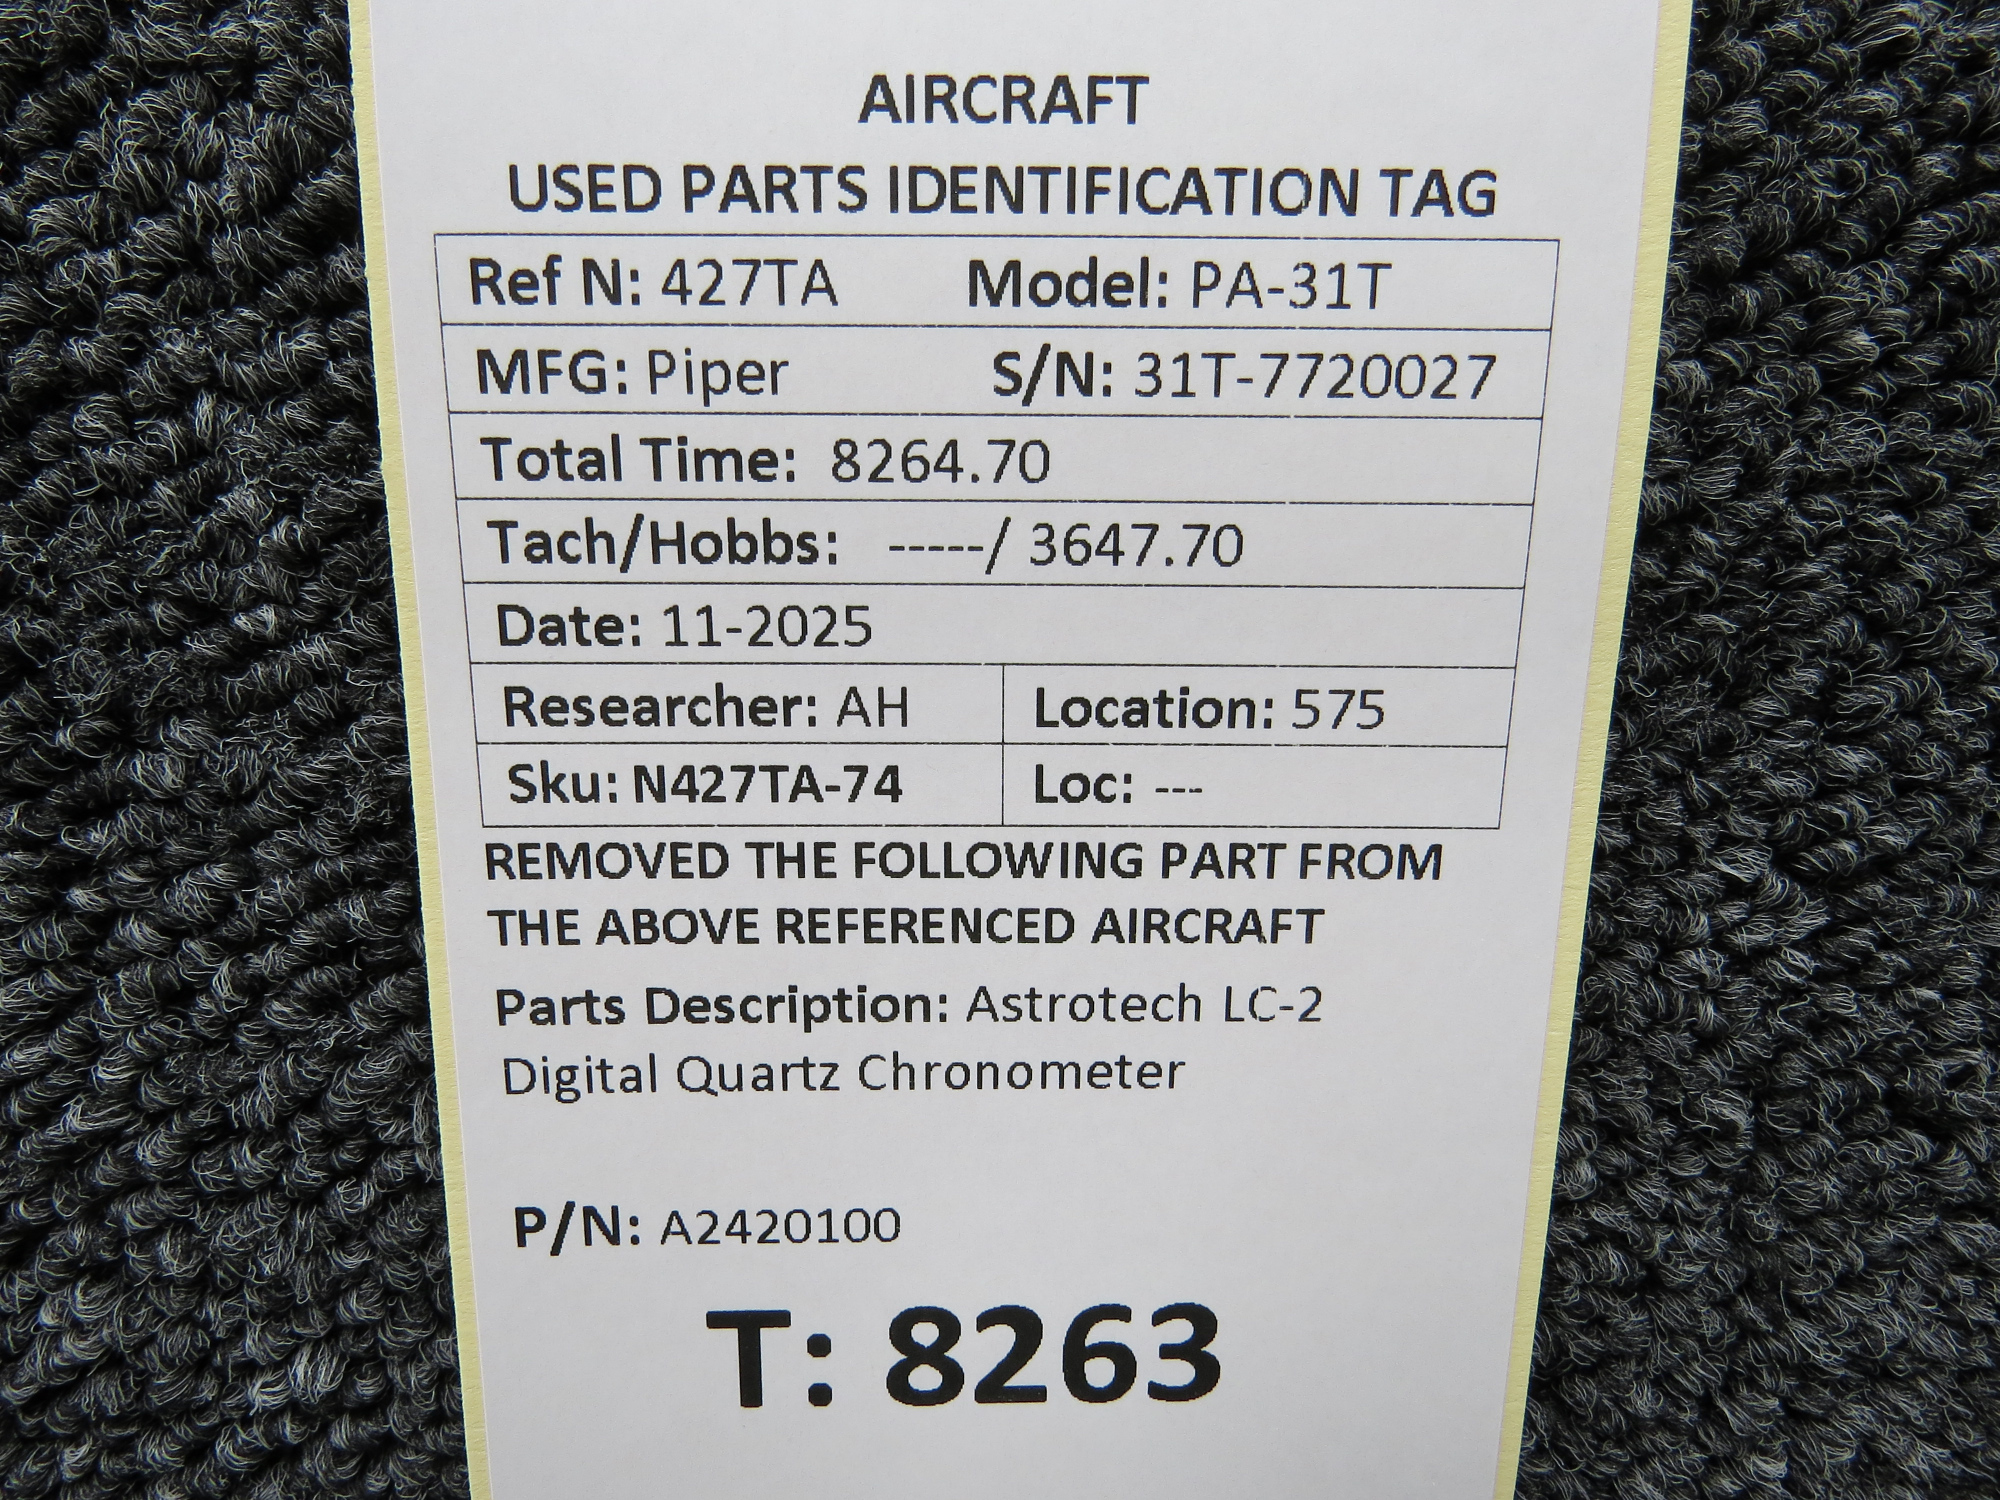 AIRCRAFT
USED PARTS IDENTIFICATION TAG
Ref N: 427TA Model: PA-31T
MFG: Piper S/N: 31T-7720027
Total Time: 8264.70
Tach/Hobbs: -----/ 3647.70
Date: 11-2025
Researcher: AH Location: 575
Sku: N427TA-74 Loc: ---
REMOVED THE FOLLOWING PART FROM
THE ABOVE REFERENCED AIRCRAFT
Parts Description: Astrotech LC-2
Digital Quartz Chronometer
P/N: A2420100
T: 8263